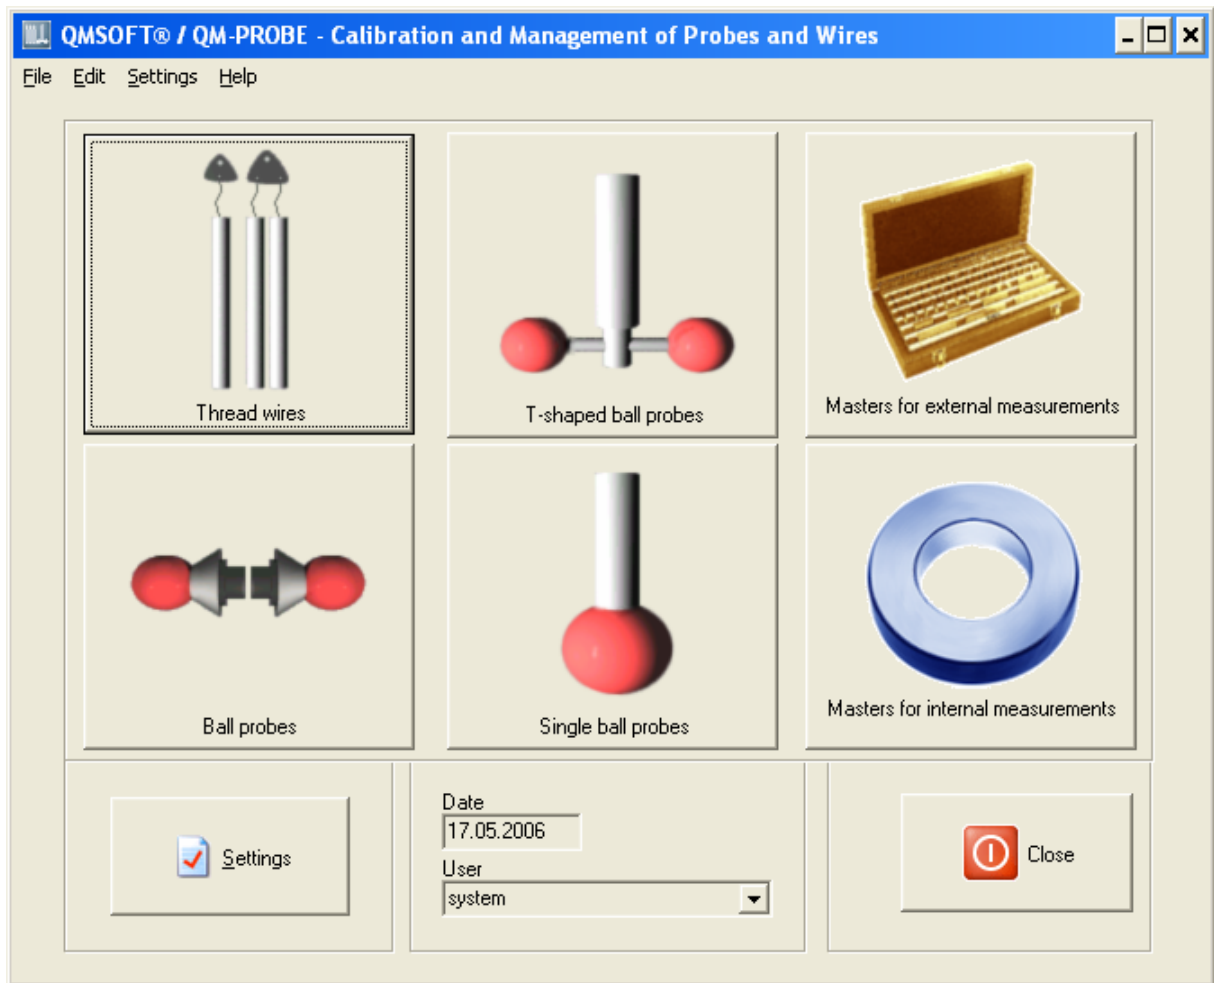 QMSOFT® / QM-PROBE - Calibration and Management of Probes and Wires
File Edit Settings Help
Thread wires
T-shaped ball probes
Masters for external measurements
Ball probes
Single ball probes
Masters for internal measurements
Settings
Date
17.05.2006
User
system
Close